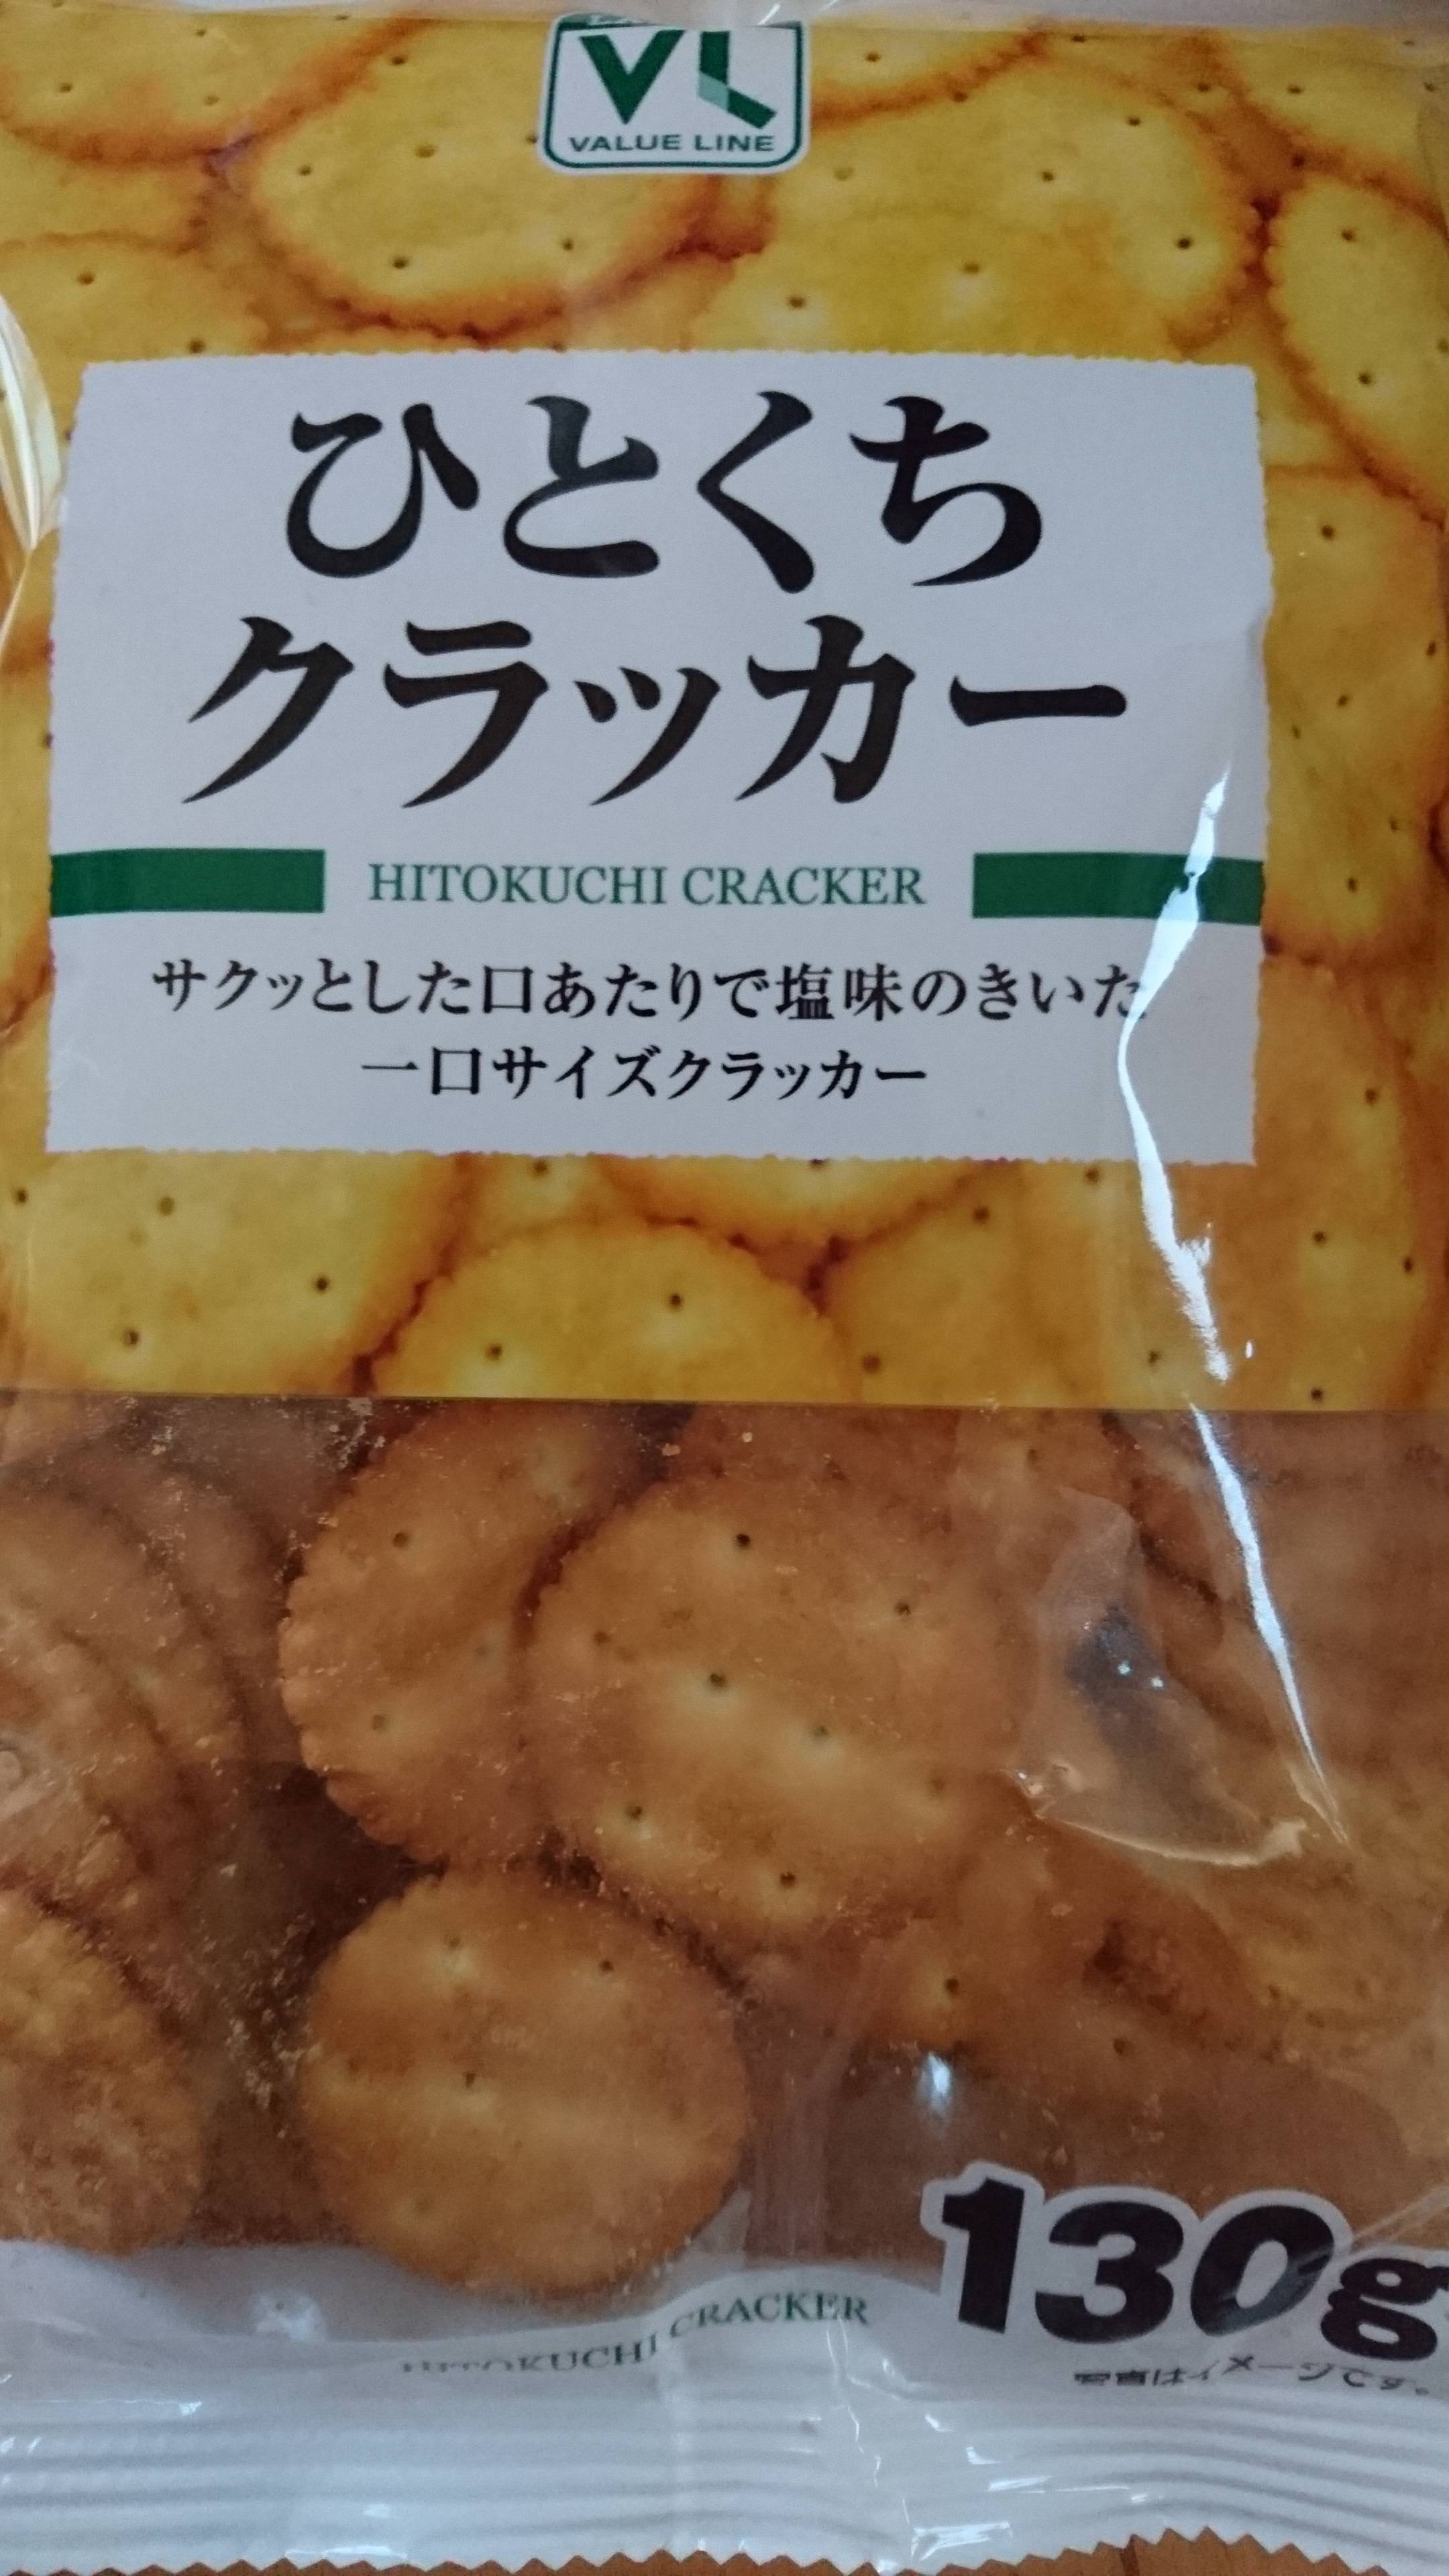 VL
VALUE LINE
ひとくち
クラッカー
HITOKUCHI CRACKER
サクッとした口あたりで塩味のきいた
一口サイズクラッカー
130g
HITOKUCHI CRACKER
写真はイメージです。